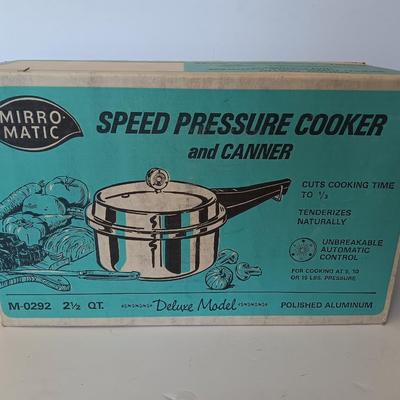 MIRRO-
MATIC
SPEED PRESSURE COOKER
and CANNER
CUTS COOKING TIME
TO 1/3
TENDERIZES
NATURALLY
UNBREAKABLE
AUTOMATIC
CONTROL
FOR COOKING AT 5, 10
OR 15 LBS. PRESSURE
M-0292 2½ QT. Deluxe Model POLISHED ALUMINUM